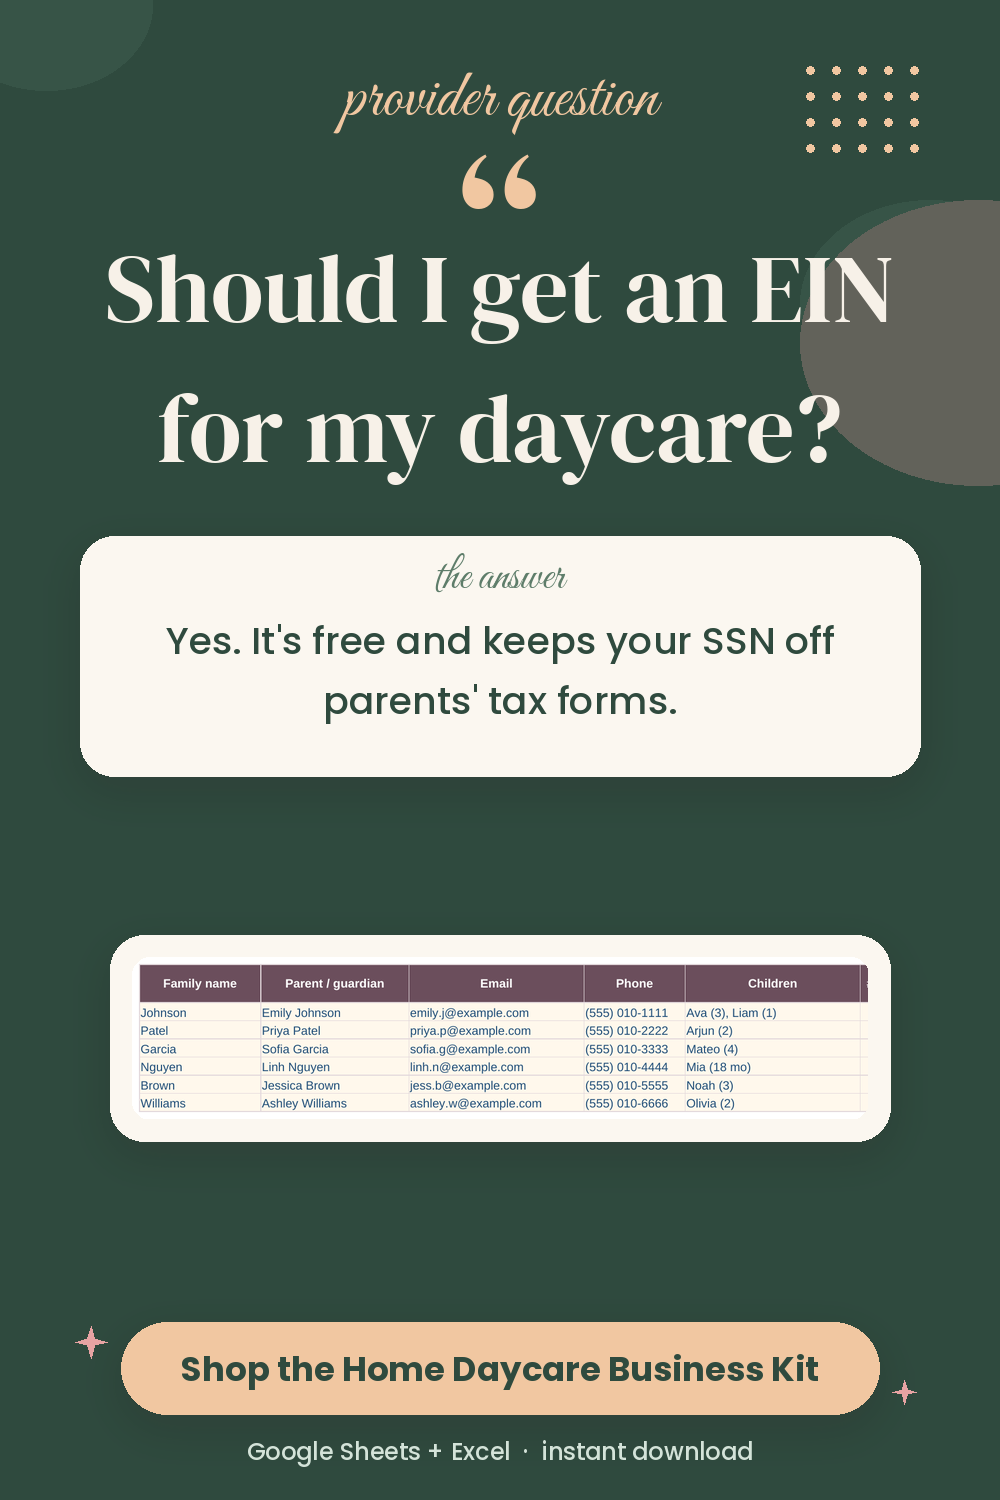 provider question
“
Should I get an EIN
for my daycare?
the answer
Yes. It's free and keeps your SSN off
parents' tax forms.
Family name Parent / guardian Email Phone Children
Johnson Emily Johnson emily.j@example.com (555) 010-1111 Ava (3), Liam (1)
Patel Priya Patel priya.p@example.com (555) 010-2222 Arjun (2)
Garcia Sofia Garcia sofia.g@example.com (555) 010-3333 Mateo (4)
Nguyen Linh Nguyen linh.n@example.com (555) 010-4444 Mia (18 mo)
Brown Jessica Brown jess.b@example.com (555) 010-5555 Noah (3)
Williams Ashley Williams ashley.w@example.com (555) 010-6666 Olivia (2)
Shop the Home Daycare Business Kit
Google Sheets + Excel · instant download